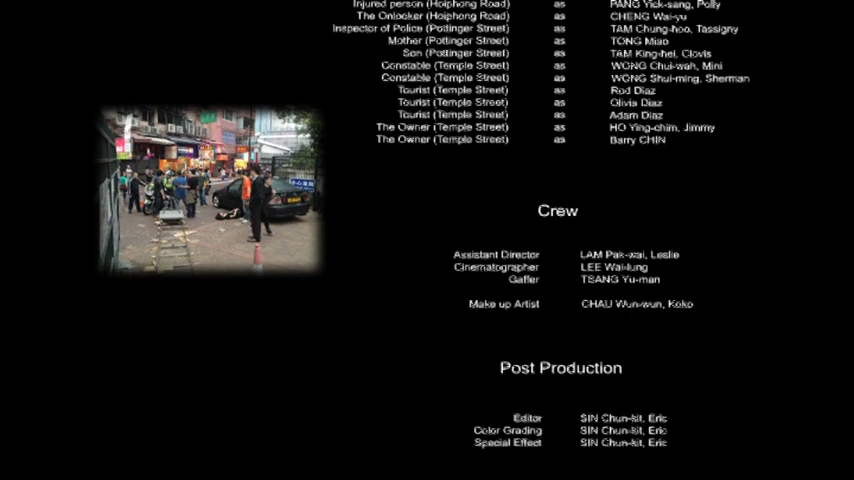 Injured person (Hoiphong Road) as PANG Yick-sang, Polly
The Onlooker (Hoiphong Road) as CHENG Wai-yu
Inspector of Police (Pottinger Street) as TAM Chung-hoo, Tassigny
Mother (Pottinger Street) as TONG Miao
Son (Pottinger Street) as TAM King-hei, Clovis
Constable (Temple Street) as WONG Chui-wah, Mini
Constable (Temple Street) as WONG Shui-ming, Sherman
Tourist (Temple Street) as Rod Diaz
Tourist (Temple Street) as Olivia Diaz
Tourist (Temple Street) as Adam Diaz
The Owner (Temple Street) as HO Ying-chim, Jimmy
The Owner (Temple Street) as Barry CHIN
Crew
Assistant Director LAM Pak-wai, Leslie
Cinematographer LEE Wai-lung
Gaffer TSANG Yu-man
Make up Artist CHAU Wun-wun, Koko
Post Production
Editor SIN Chun-kit, Eric
Color Grading SIN Chun-kit, Eric
Special Effect SIN Chun-kit, Eric